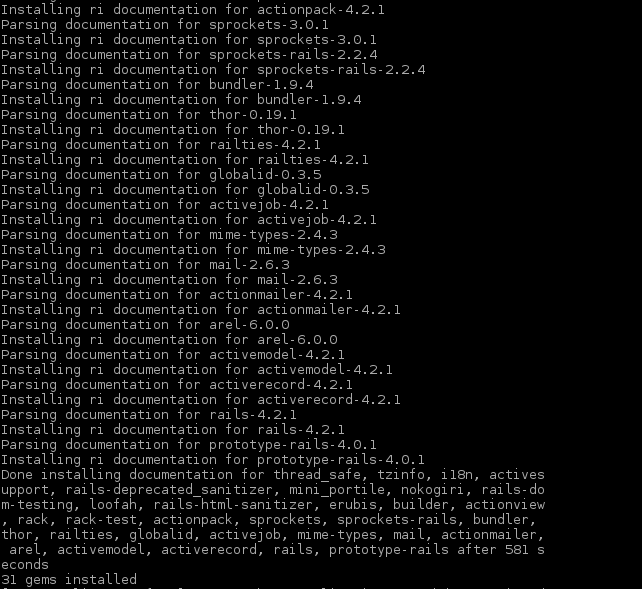 Installing ri documentation for actionpack-4.2.1
Parsing documentation for sprockets-3.0.1
Installing ri documentation for sprockets-3.0.1
Parsing documentation for sprockets-rails-2.2.4
Installing ri documentation for sprockets-rails-2.2.4
Parsing documentation for bundler-1.9.4
Installing ri documentation for bundler-1.9.4
Parsing documentation for thor-0.19.1
Installing ri documentation for thor-0.19.1
Parsing documentation for railties-4.2.1
Installing ri documentation for railties-4.2.1
Parsing documentation for globalid-0.3.5
Installing ri documentation for globalid-0.3.5
Parsing documentation for activejob-4.2.1
Installing ri documentation for activejob-4.2.1
Parsing documentation for mime-types-2.4.3
Installing ri documentation for mime-types-2.4.3
Parsing documentation for mail-2.6.3
Installing ri documentation for mail-2.6.3
Parsing documentation for actionmailer-4.2.1
Installing ri documentation for actionmailer-4.2.1
Parsing documentation for arel-6.0.0
Installing ri documentation for arel-6.0.0
Parsing documentation for activemodel-4.2.1
Installing ri documentation for activemodel-4.2.1
Parsing documentation for activerecord-4.2.1
Installing ri documentation for activerecord-4.2.1
Parsing documentation for rails-4.2.1
Installing ri documentation for rails-4.2.1
Parsing documentation for prototype-rails-4.0.1
Installing ri documentation for prototype-rails-4.0.1
Done installing documentation for thread_safe, tzinfo, i18n, actives
upport, rails-deprecated_sanitizer, mini_portile, nokogiri, rails-do
m-testing, loofah, rails-html-sanitizer, erubis, builder, actionview
, rack, rack-test, actionpack, sprockets, sprockets-rails, bundler,
thor, railties, globalid, activejob, mime-types, mail, actionmailer,
 arel, activemodel, activerecord, rails, prototype-rails after 581 s
econds
31 gems installed